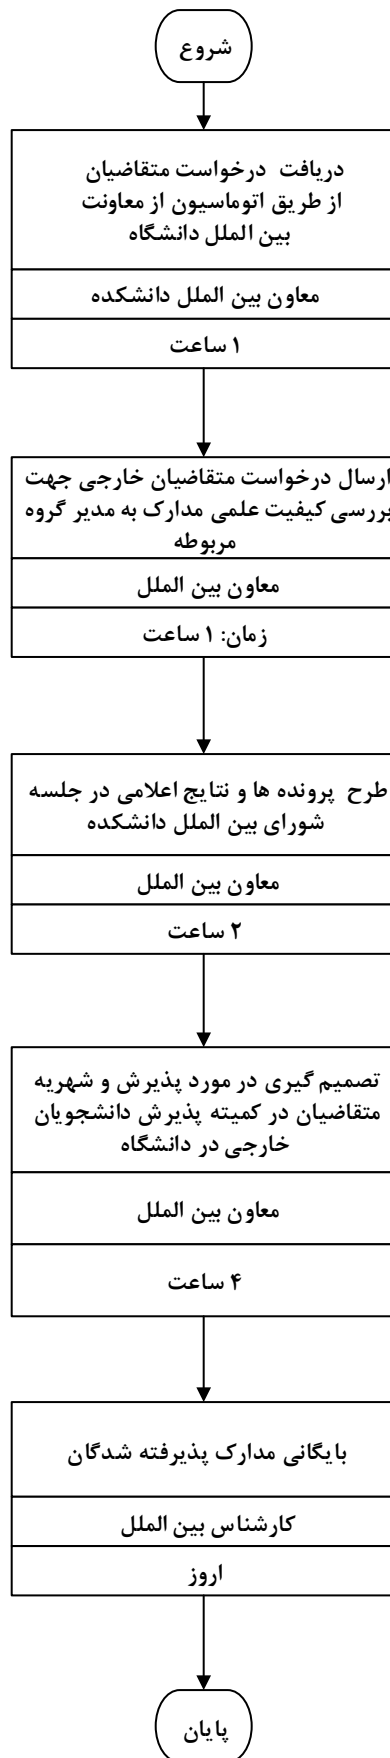 شروع
دریافت درخواست متقاضیان
از طریق اتوماسیون از معاونت
بین الملل دانشگاه
معاون بین الملل دانشکده
۱ ساعت
ارسال درخواست متقاضیان خارجی جهت
بررسی کیفیت علمی مدارک به مدیر گروه
مربوطه
معاون بین الملل
زمان: ۱ ساعت
طرح پرونده ها و نتایج اعلامی در جلسه
شورای بین الملل دانشکده
معاون بین الملل
۲ ساعت
تصمیم گیری در مورد پذیرش و شهریه
متقاضیان در کمیته پذیرش دانشجویان
خارجی در دانشگاه
معاون بین الملل
۴ ساعت
بایگانی مدارک پذیرفته شدگان
کارشناس بین الملل
اروز
پایان